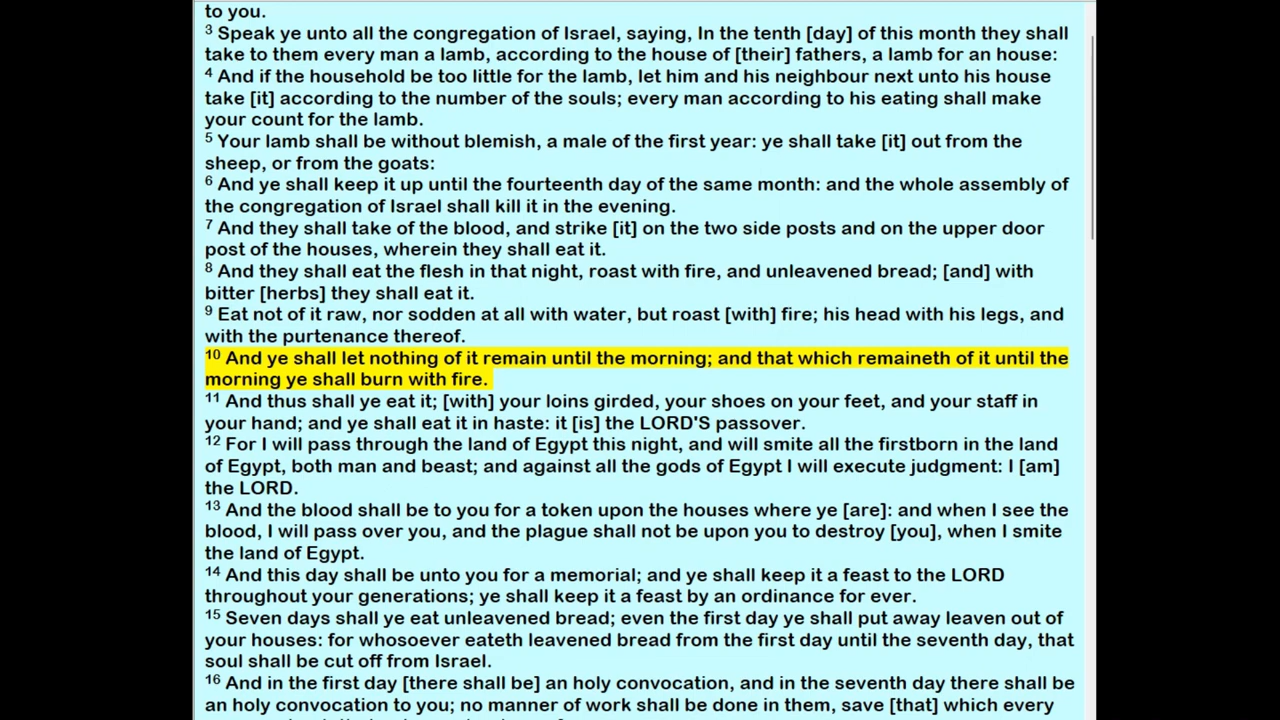 to you.
3 Speak ye unto all the congregation of Israel, saying, In the tenth [day] of this month they shall
take to them every man a lamb, according to the house of [their] fathers, a lamb for an house:
4 And if the household be too little for the lamb, let him and his neighbour next unto his house
take [it] according to the number of the souls; every man according to his eating shall make
your count for the lamb.
5 Your lamb shall be without blemish, a male of the first year: ye shall take [it] out from the
sheep, or from the goats:
6 And ye shall keep it up until the fourteenth day of the same month: and the whole assembly of
the congregation of Israel shall kill it in the evening.
7 And they shall take of the blood, and strike [it] on the two side posts and on the upper door
post of the houses, wherein they shall eat it.
8 And they shall eat the flesh in that night, roast with fire, and unleavened bread; [and] with
bitter [herbs] they shall eat it.
9 Eat not of it raw, nor sodden at all with water, but roast [with] fire; his head with his legs, and
with the purtenance thereof.
10 And ye shall let nothing of it remain until the morning; and that which remaineth of it until the
morning ye shall burn with fire.
11 And thus shall ye eat it; [with] your loins girded, your shoes on your feet, and your staff in
your hand; and ye shall eat it in haste: it [is] the LORD'S passover.
12 For I will pass through the land of Egypt this night, and will smite all the firstborn in the land
of Egypt, both man and beast; and against all the gods of Egypt I will execute judgment: I [am]
the LORD.
13 And the blood shall be to you for a token upon the houses where ye [are]: and when I see the
blood, I will pass over you, and the plague shall not be upon you to destroy [you], when I smite
the land of Egypt.
14 And this day shall be unto you for a memorial; and ye shall keep it a feast to the LORD
throughout your generations; ye shall keep it a feast by an ordinance for ever.
15 Seven days shall ye eat unleavened bread; even the first day ye shall put away leaven out of
your houses: for whosoever eateth leavened bread from the first day until the seventh day, that
soul shall be cut off from Israel.
16 And in the first day [there shall be] an holy convocation, and in the seventh day there shall be
an holy convocation to you; no manner of work shall be done in them, save [that] which every